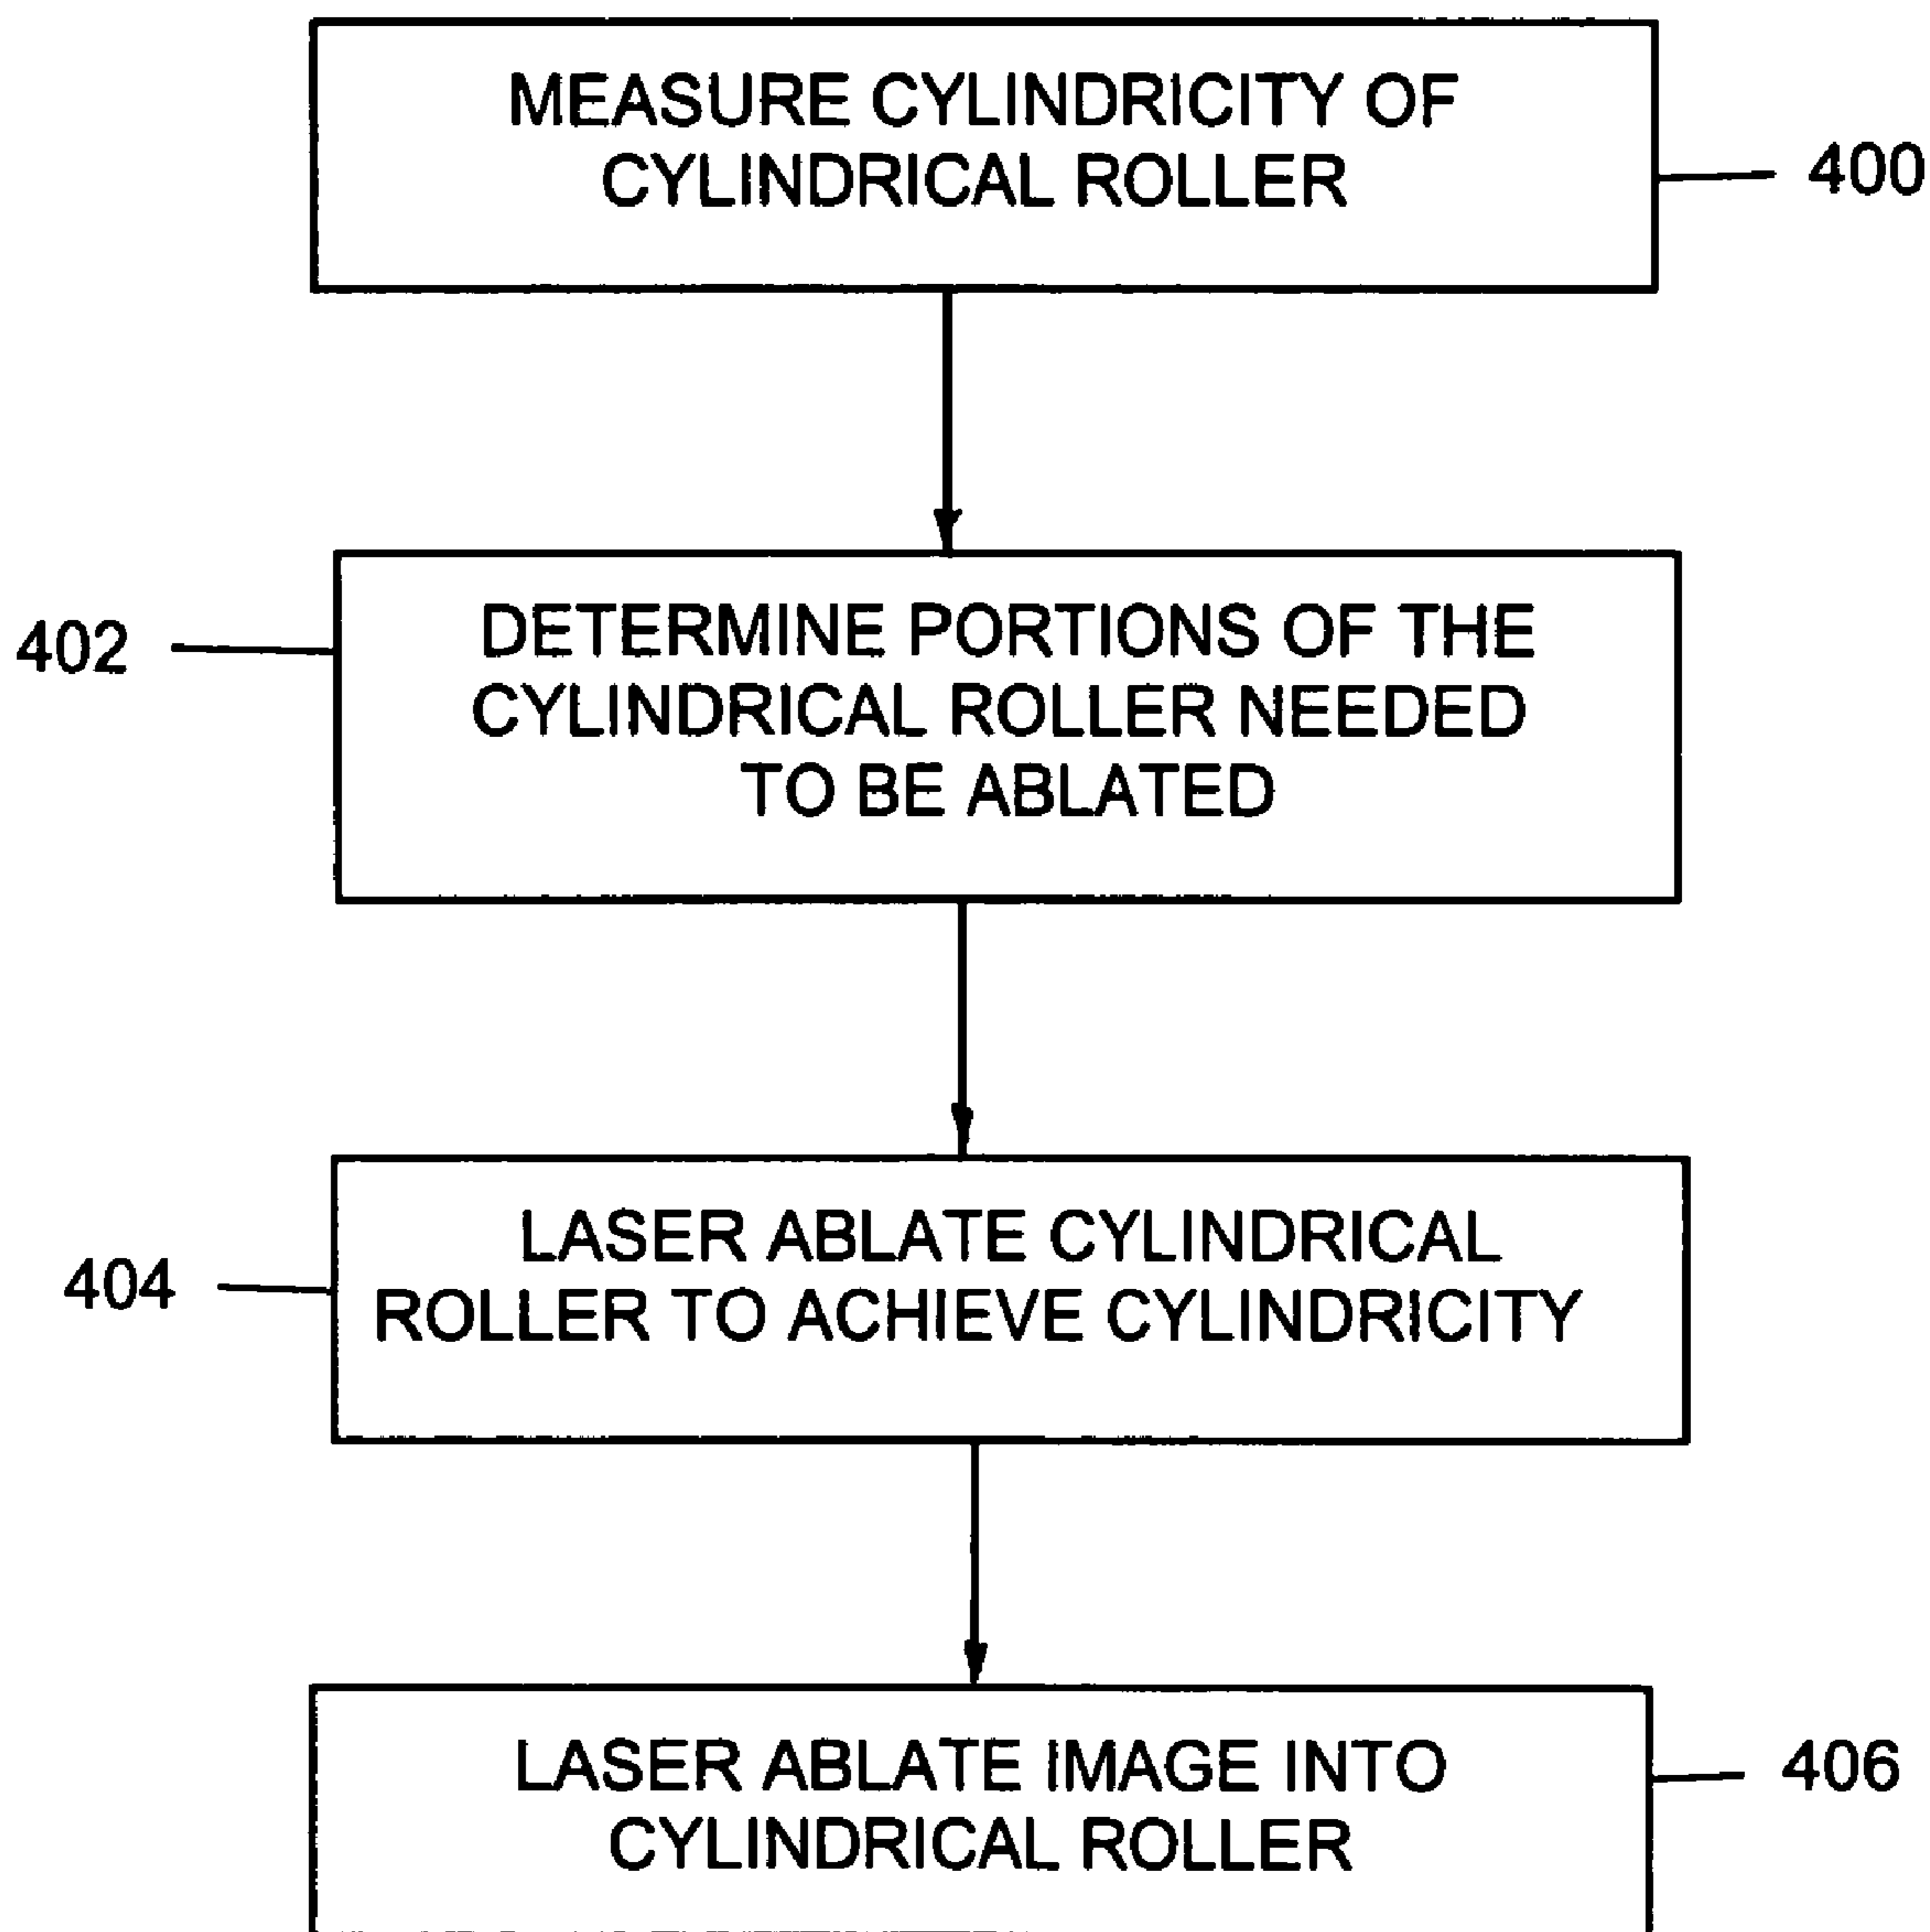 MEASURE CYLINDRICITY OF
CYLINDRICAL ROLLER
400
402
DETERMINE PORTIONS OF THE
CYLINDRICAL ROLLER NEEDED
TO BE ABLATED
404
LASER ABLATE CYLINDRICAL
ROLLER TO ACHIEVE CYLINDRICITY
LASER ABLATE IMAGE INTO
CYLINDRICAL ROLLER
406